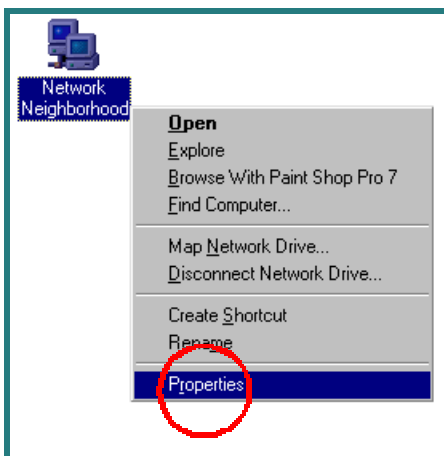 Network
Neighborhood
Open
Explore
Browse With Paint Shop Pro 7
Find Computer...
Map Network Drive...
Disconnect Network Drive...
Create Shortcut
Rename
Properties